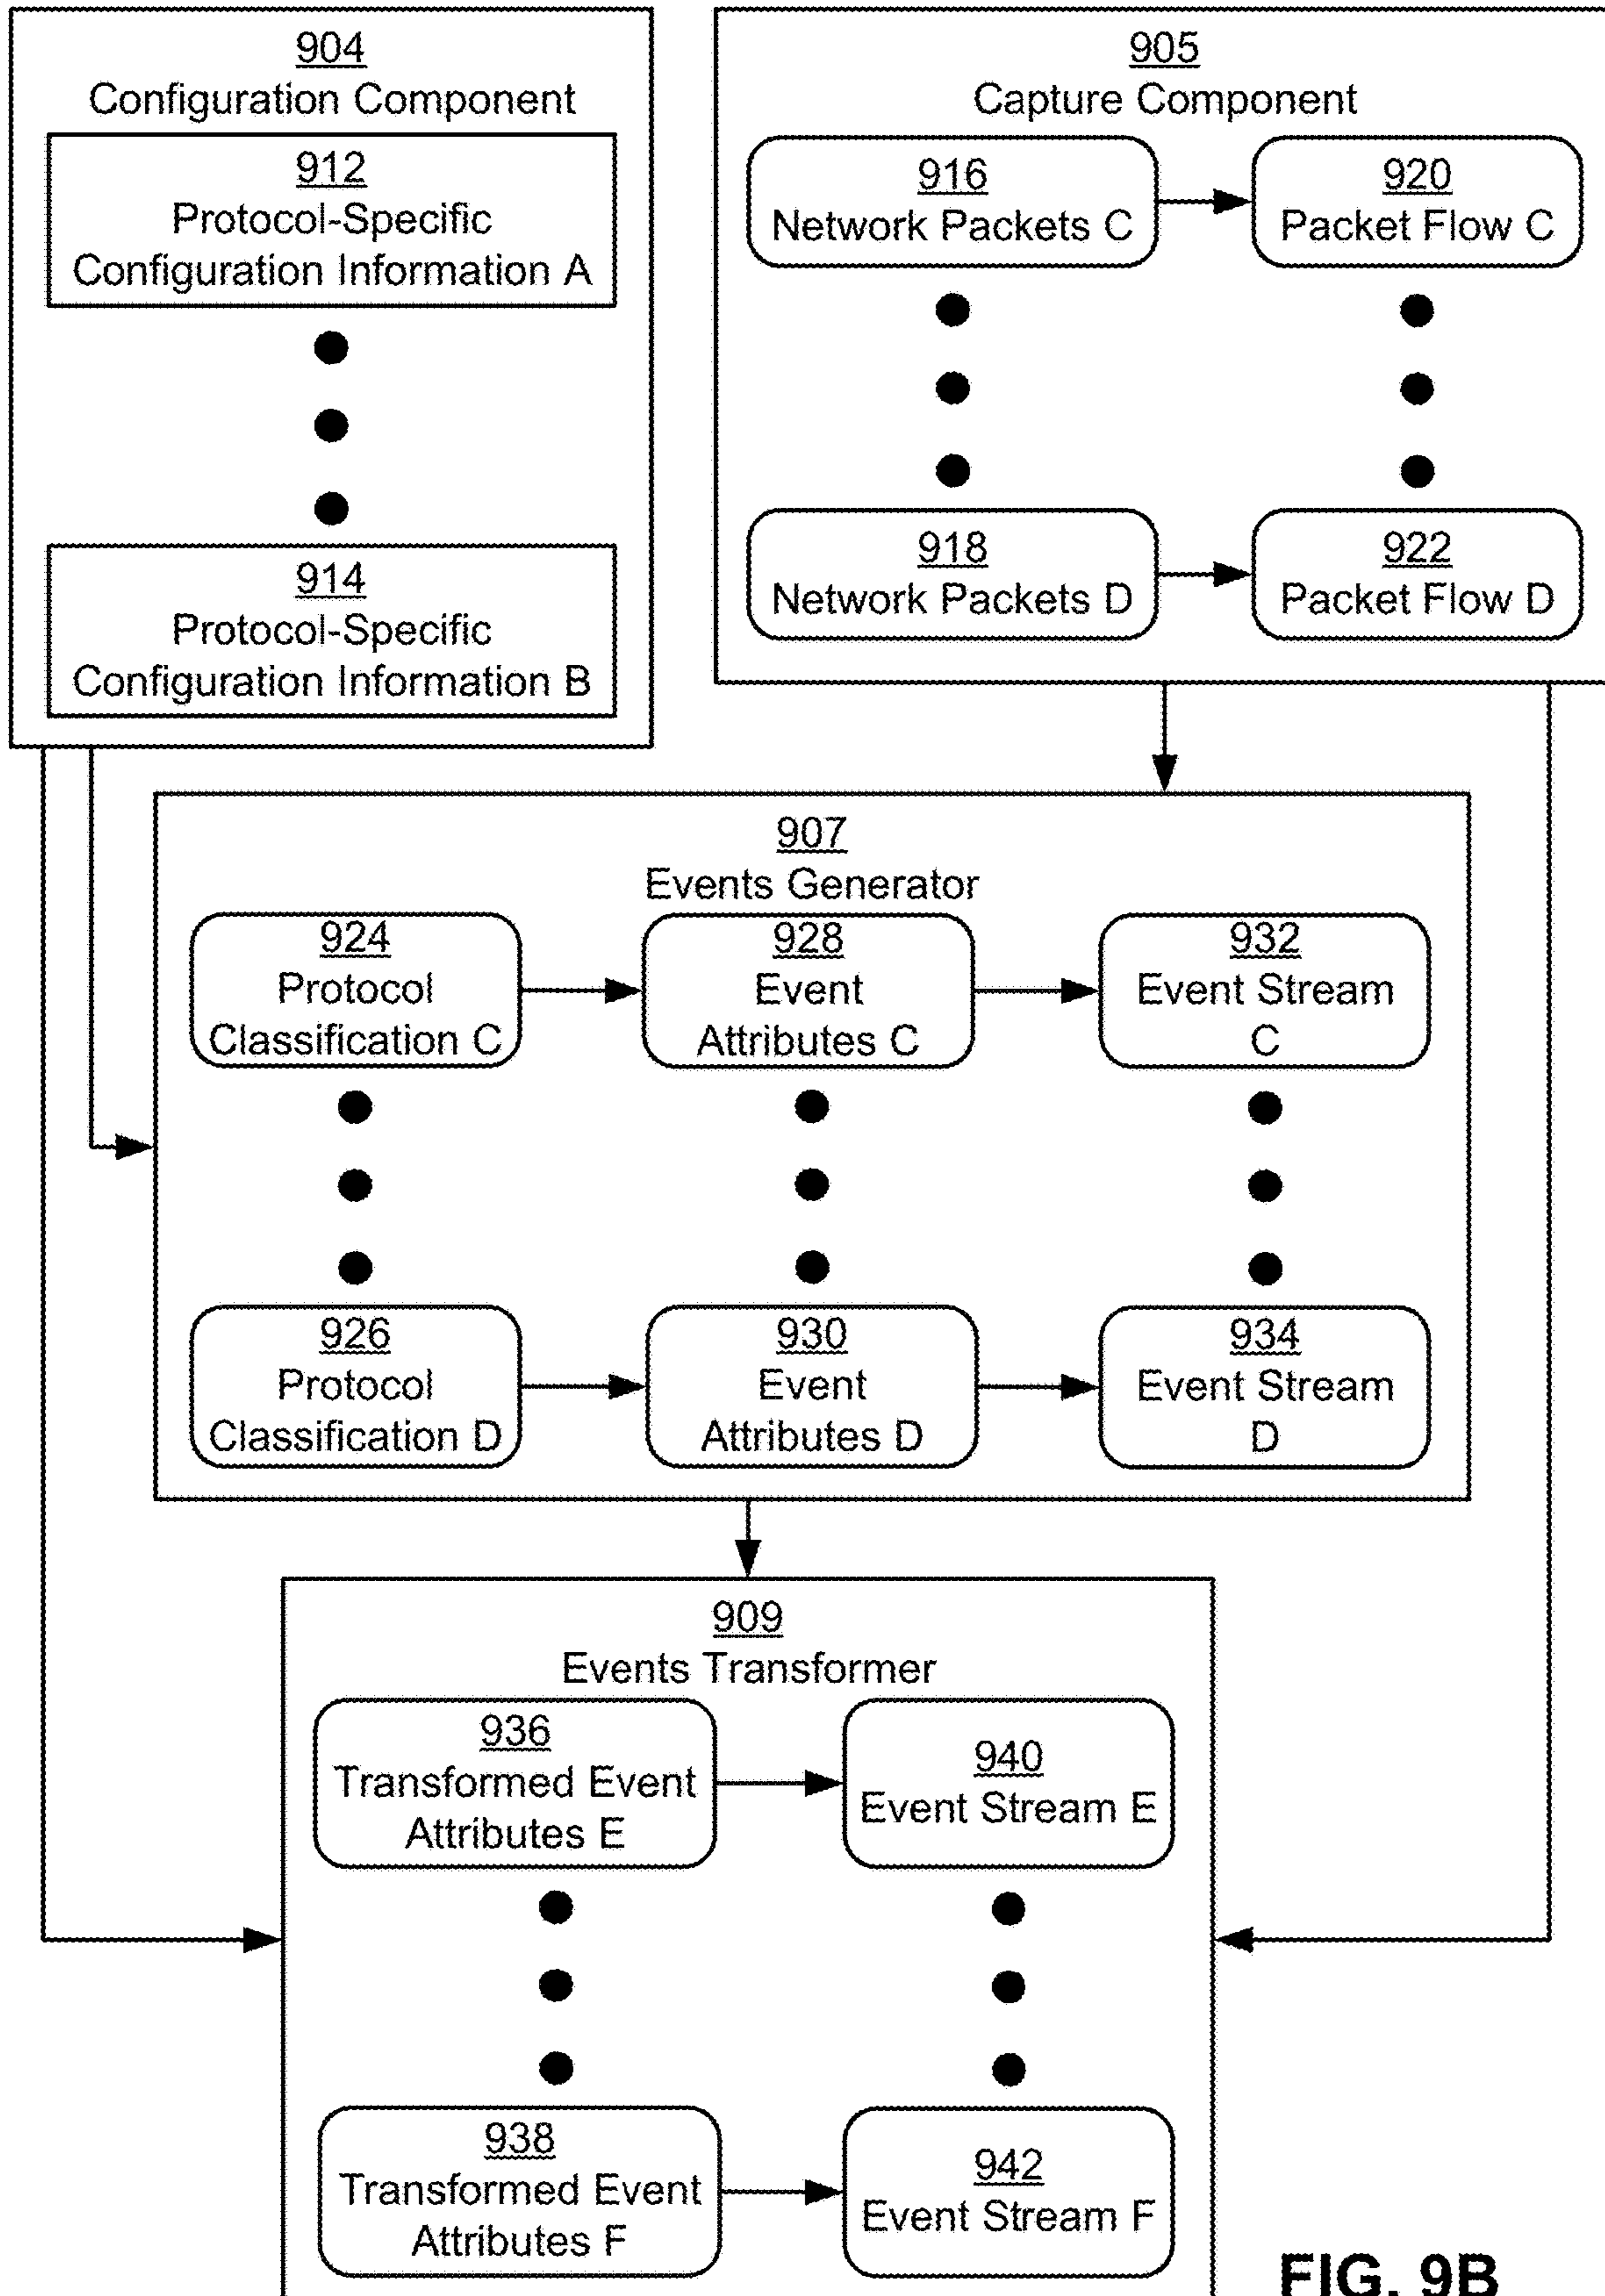 904
Configuration Component
912
Protocol-Specific
Configuration Information A
914
Protocol-Specific
Configuration Information B
905
Capture Component
916
Network Packets C
920
Packet Flow C
918
Network Packets D
922
Packet Flow D
907
Events Generator
924
Protocol
Classification C
928
Event
Attributes C
932
Event Stream
C
926
Protocol
Classification D
930
Event
Attributes D
934
Event Stream
D
909
Events Transformer
936
Transformed Event
Attributes E
940
Event Stream E
938
Transformed Event
Attributes F
942
Event Stream F
FIG. 9B